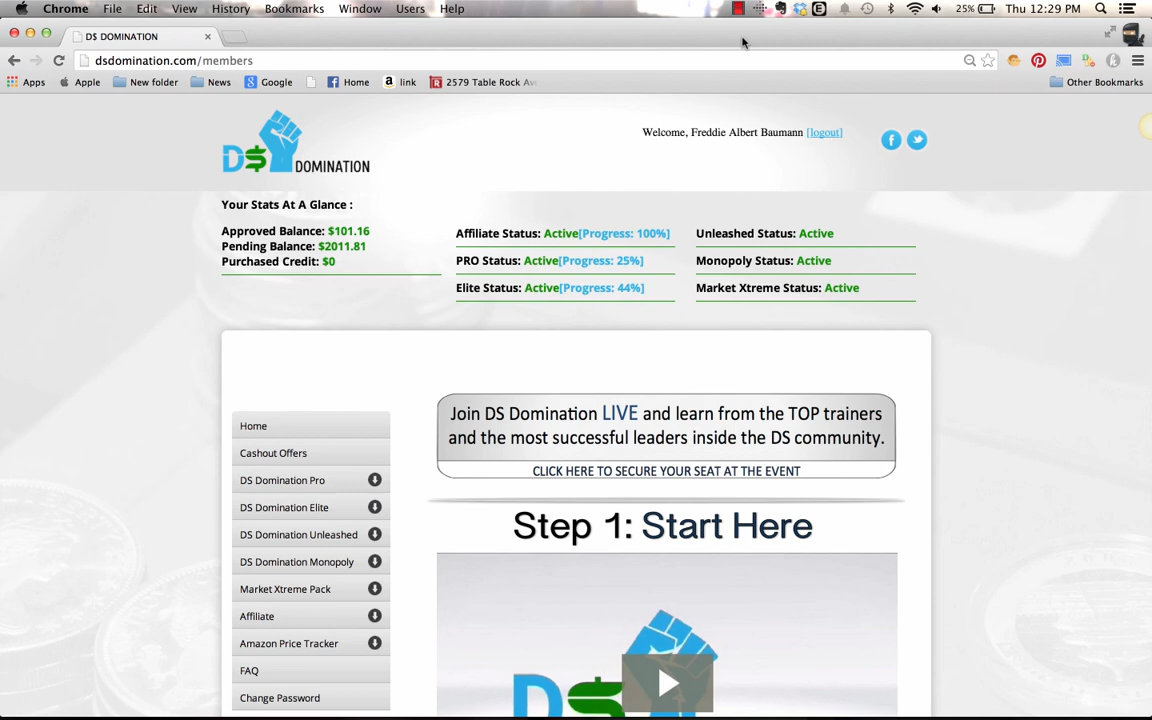 Chrome File Edit View History Bookmarks Window Users Help 25% Thu 12:29 PM
D$ DOMINATION
dsdomination.com/members
Apps Apple New folder News Google Home link 2579 Table Rock Av Other Bookmarks
D$ DOMINATION
Welcome, Freddie Albert Baumann [logout]
Your Stats At A Glance :
Approved Balance: $101.16
Pending Balance: $2011.81
Purchased Credit: $0
Affiliate Status: Active[Progress: 100%]
PRO Status: Active[Progress: 25%]
Elite Status: Active[Progress: 44%]
Unleashed Status: Active
Monopoly Status: Active
Market Xtreme Status: Active
Home
Cashout Offers
DS Domination Pro
DS Domination Elite
DS Domination Unleashed
DS Domination Monopoly
Market Xtreme Pack
Affiliate
Amazon Price Tracker
FAQ
Change Password
Join DS Domination LIVE and learn from the TOP trainers
and the most successful leaders inside the DS community.
CLICK HERE TO SECURE YOUR SEAT AT THE EVENT
Step 1: Start Here
D$